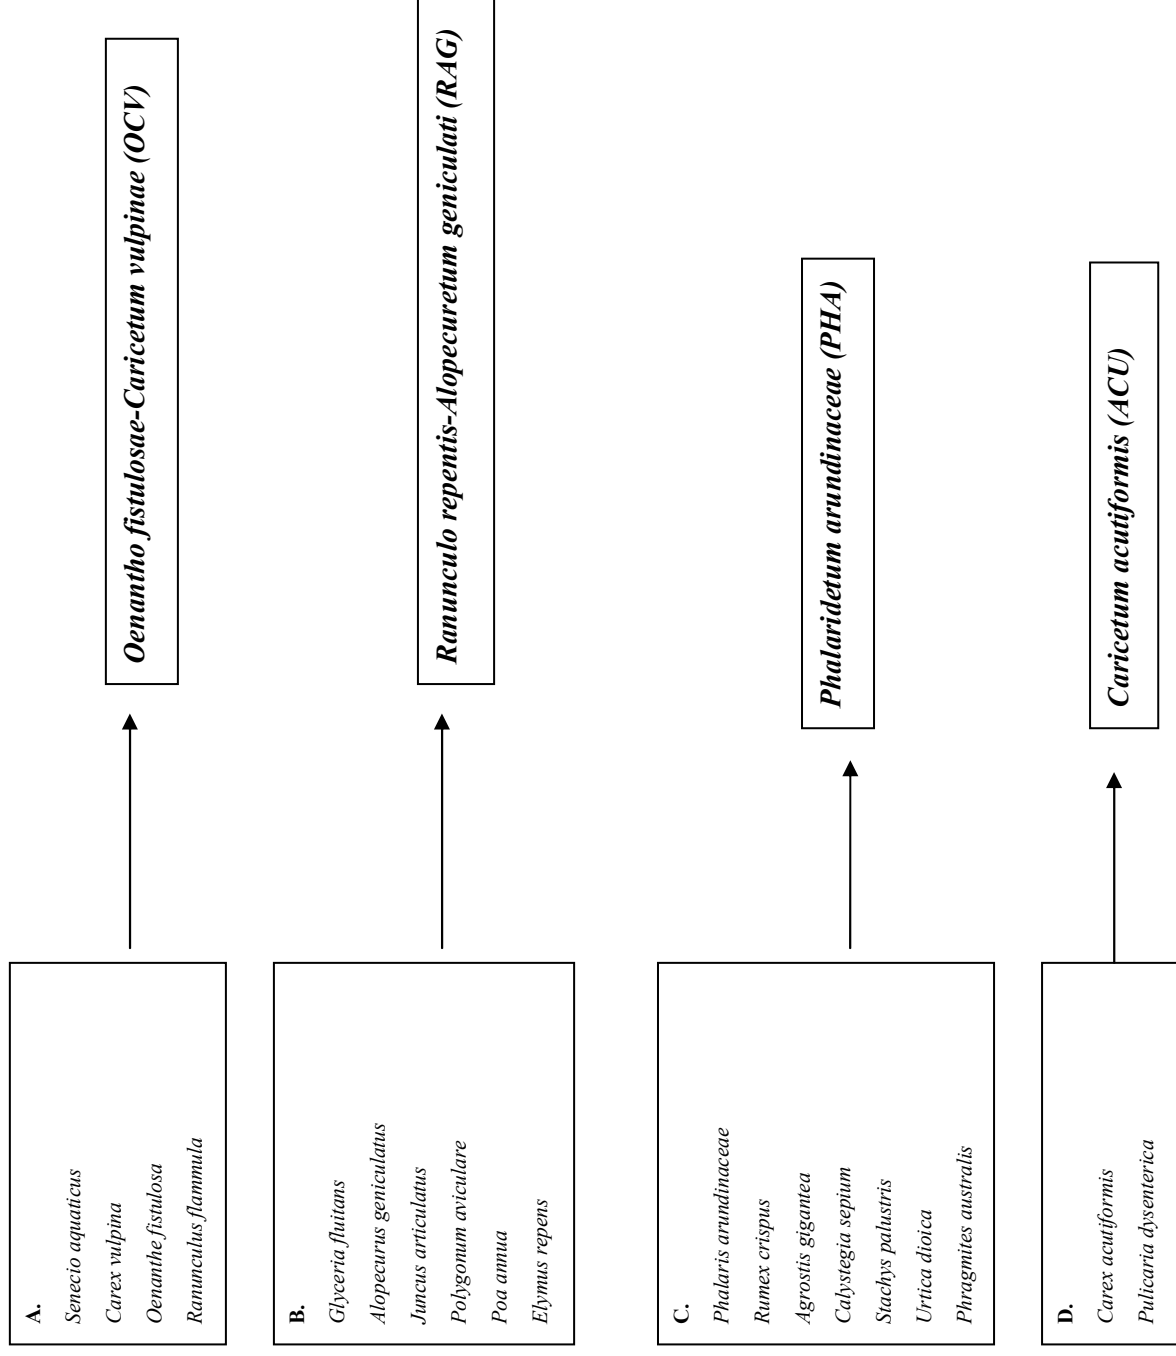 A.
Senecio aquaticus
Carex vulpina
Oenanthe fistulosa
Ranunculus flammula
Oenantho fistulosae-Caricetum vulpinae (OCV)
B.
Glyceria fluitans
Alopecurus geniculatus
Juncus articulatus
Polygonum aviculare
Poa annua
Elymus repens
Ranunculo repentis-Alopecuretum geniculati (RAG)
C.
Phalaris arundinaceae
Rumex crispus
Agrostis gigantea
Calystegia sepium
Stachys palustris
Urtica dioica
Phragmites australis
Phalaridetum arundinaceae (PHA)
D.
Carex acutiformis
Pulicaria dysenterica
Caricetum acutiformis (ACU)